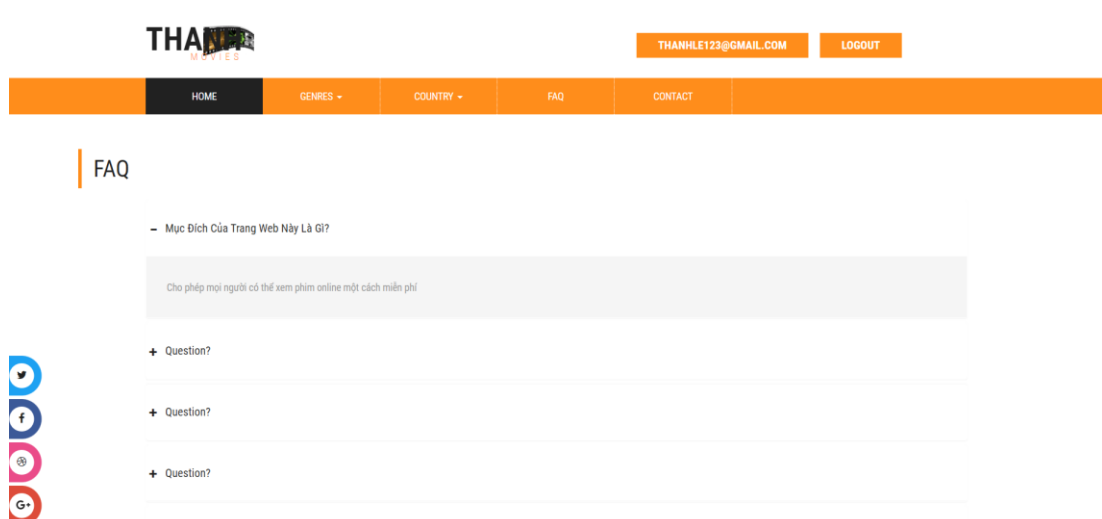 MOVIES
THANHLE123@GMAIL.COM LOGOUT
HOME GENRES COUNTRY FAQ CONTACT
FAQ
Mục Đích Của Trang Web Này Là Gì?
Cho phép mọi người có thể xem phim online một cách miễn phí
Question?
Question?
Question?